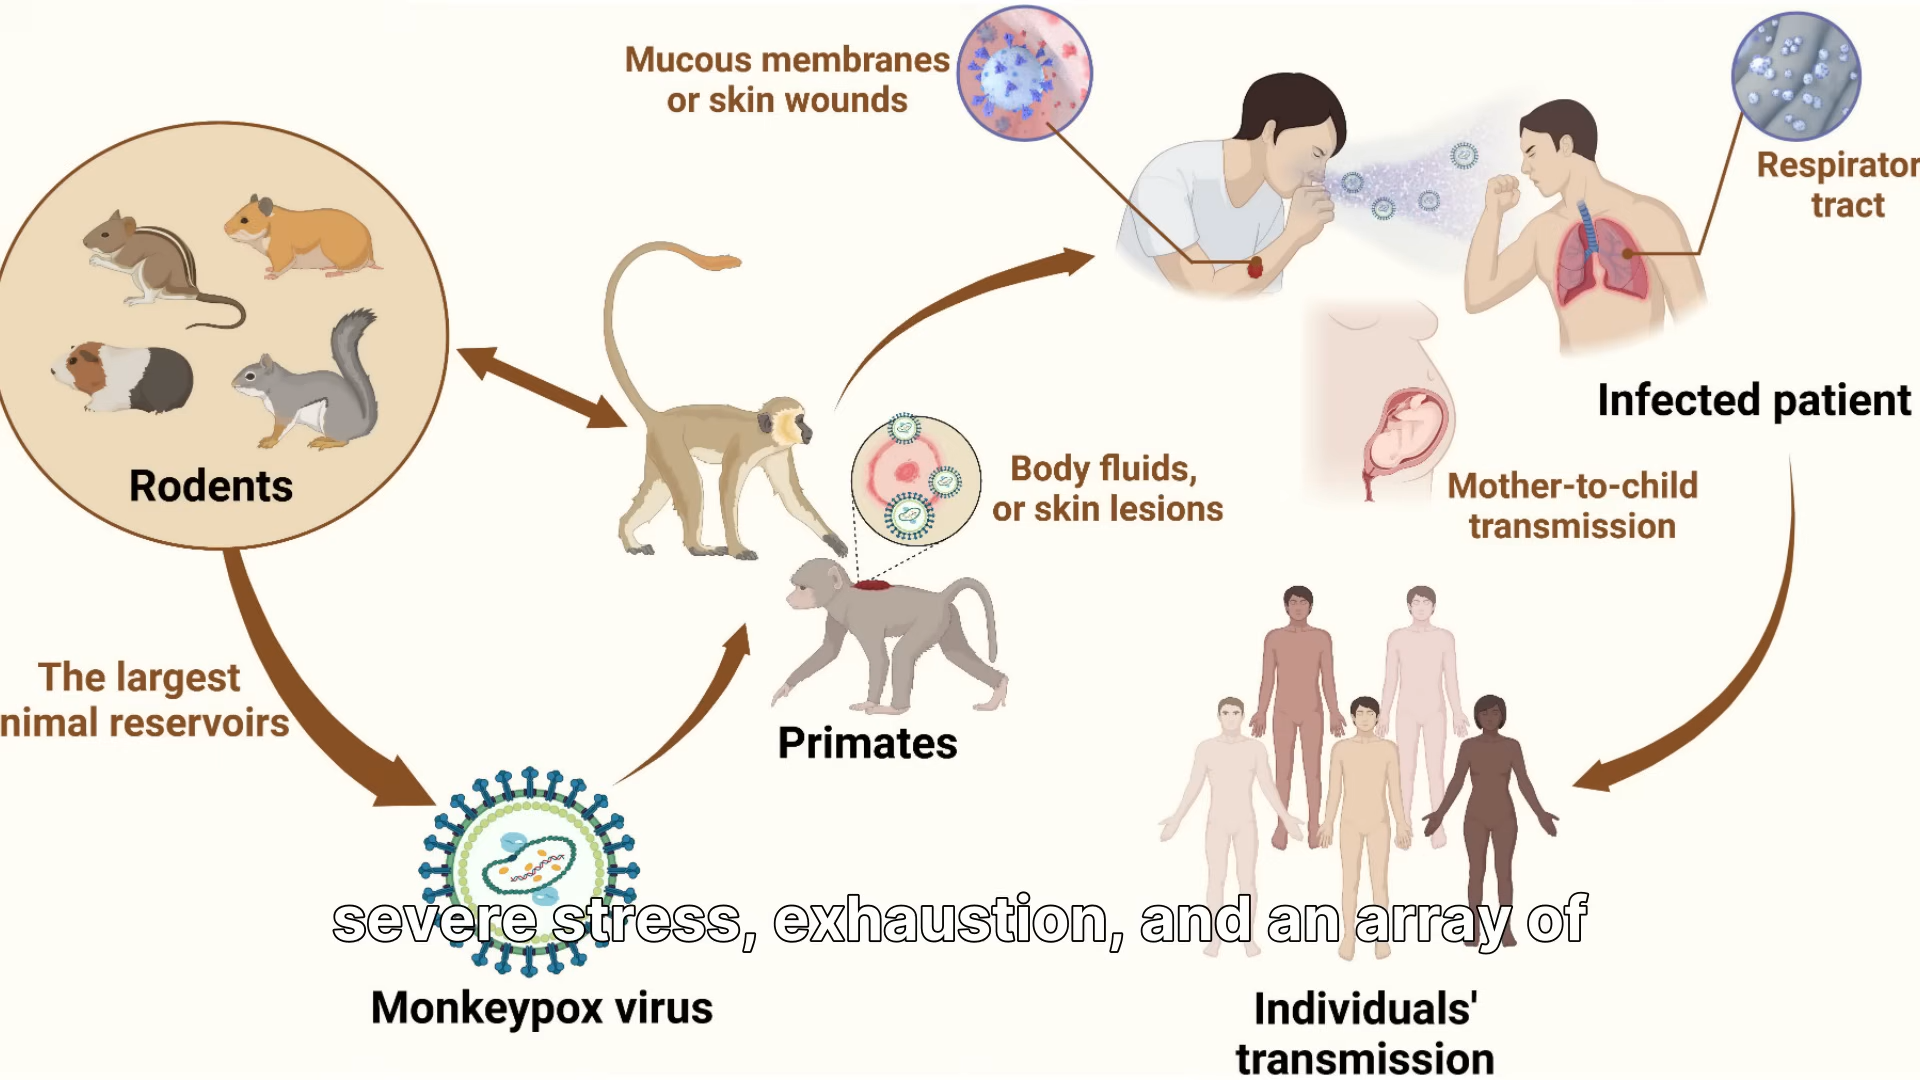 Mucous membranes
or skin wounds
Respirator
tract
Infected patient
Rodents
Body fluids,
or skin lesions
Mother-to-child
transmission
The largest
nimal reservoirs
Primates
severe stress, exhaustion, and an array of
Monkeypox virus
Individuals'
transmission